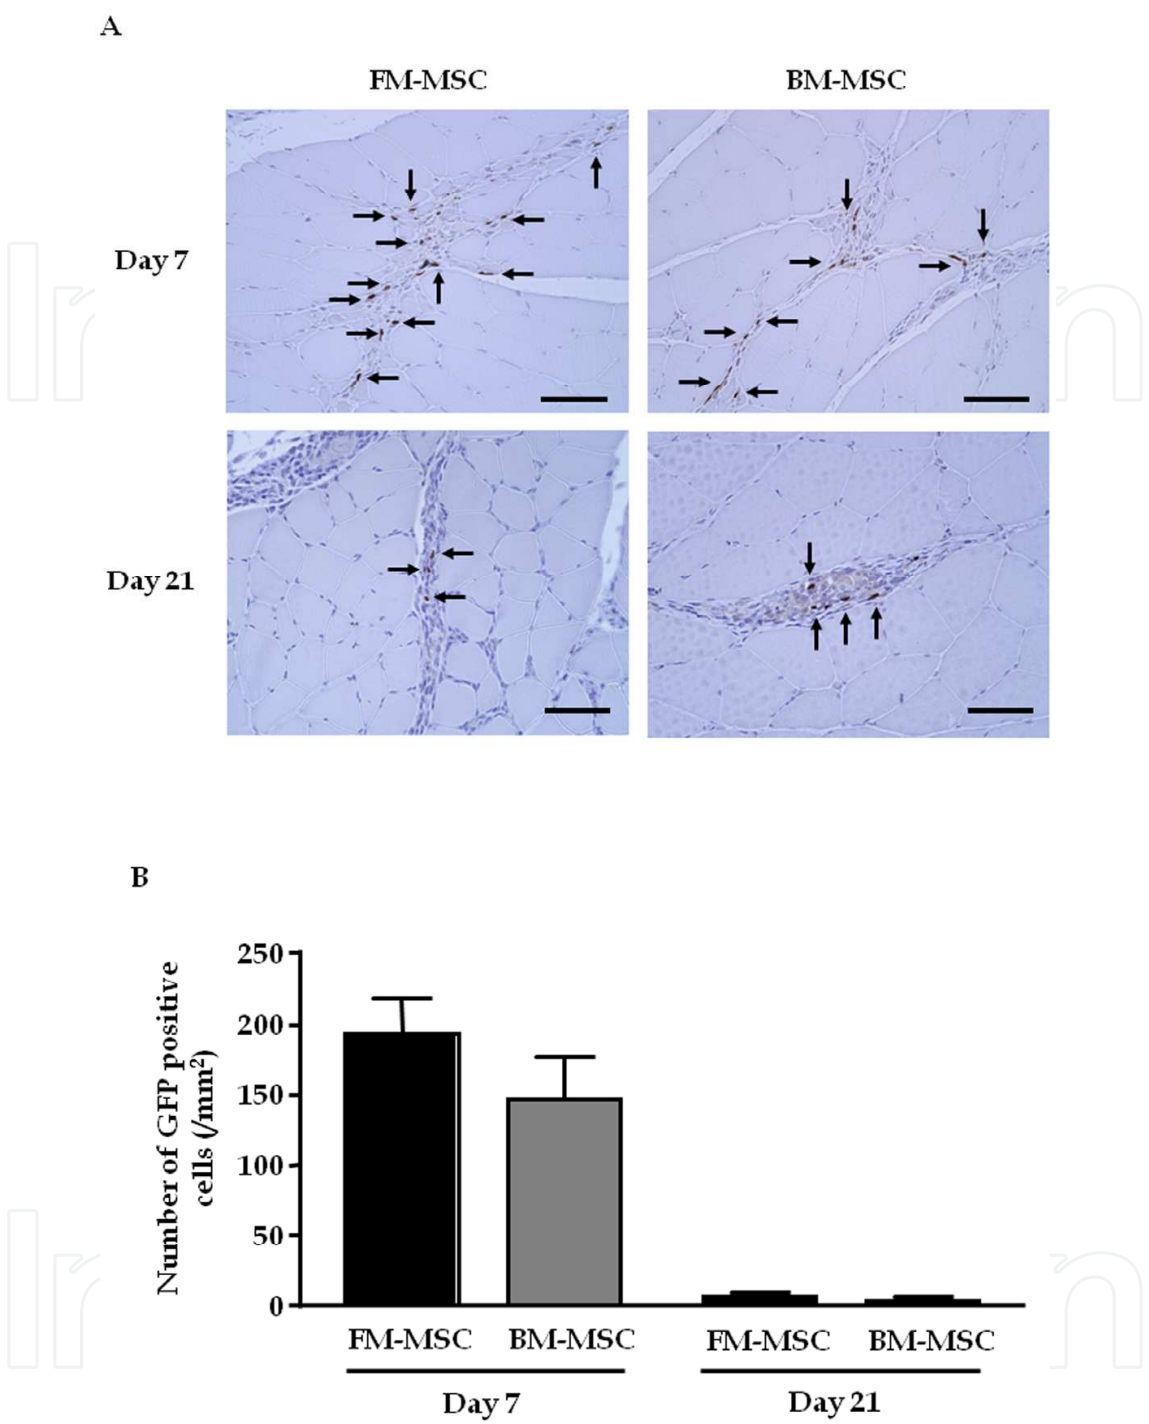 A
FM-MSC
BM-MSC
Day 7
Day 21
B
Number of GFP positive
cells (/mm²)
250
200
150
100
50
0
FM-MSC
BM-MSC
FM-MSC
BM-MSC
Day 7
Day 21